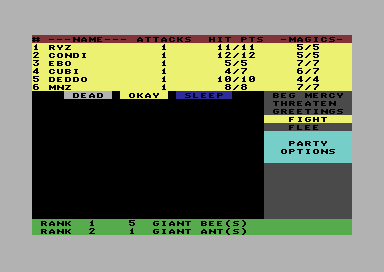 # ---NAME--- ATTACKS HIT PTS -MAGICS-
1 RYZ 1 11/11 5/5
2 CONDI 1 12/12 5/5
3 EBO 1 5/5 7/7
4 CUBI 1 4/7 6/7
5 DEDDO 1 10/10 4/4
6 MNZ 1 8/8 7/7
DEAD OKAY SLEEP
BEG MERCY
THREATEN
GREETINGS
FIGHT
FLEE
PARTY
OPTIONS
RANK 1 5 GIANT BEE(S)
RANK 2 1 GIANT ANT(S)